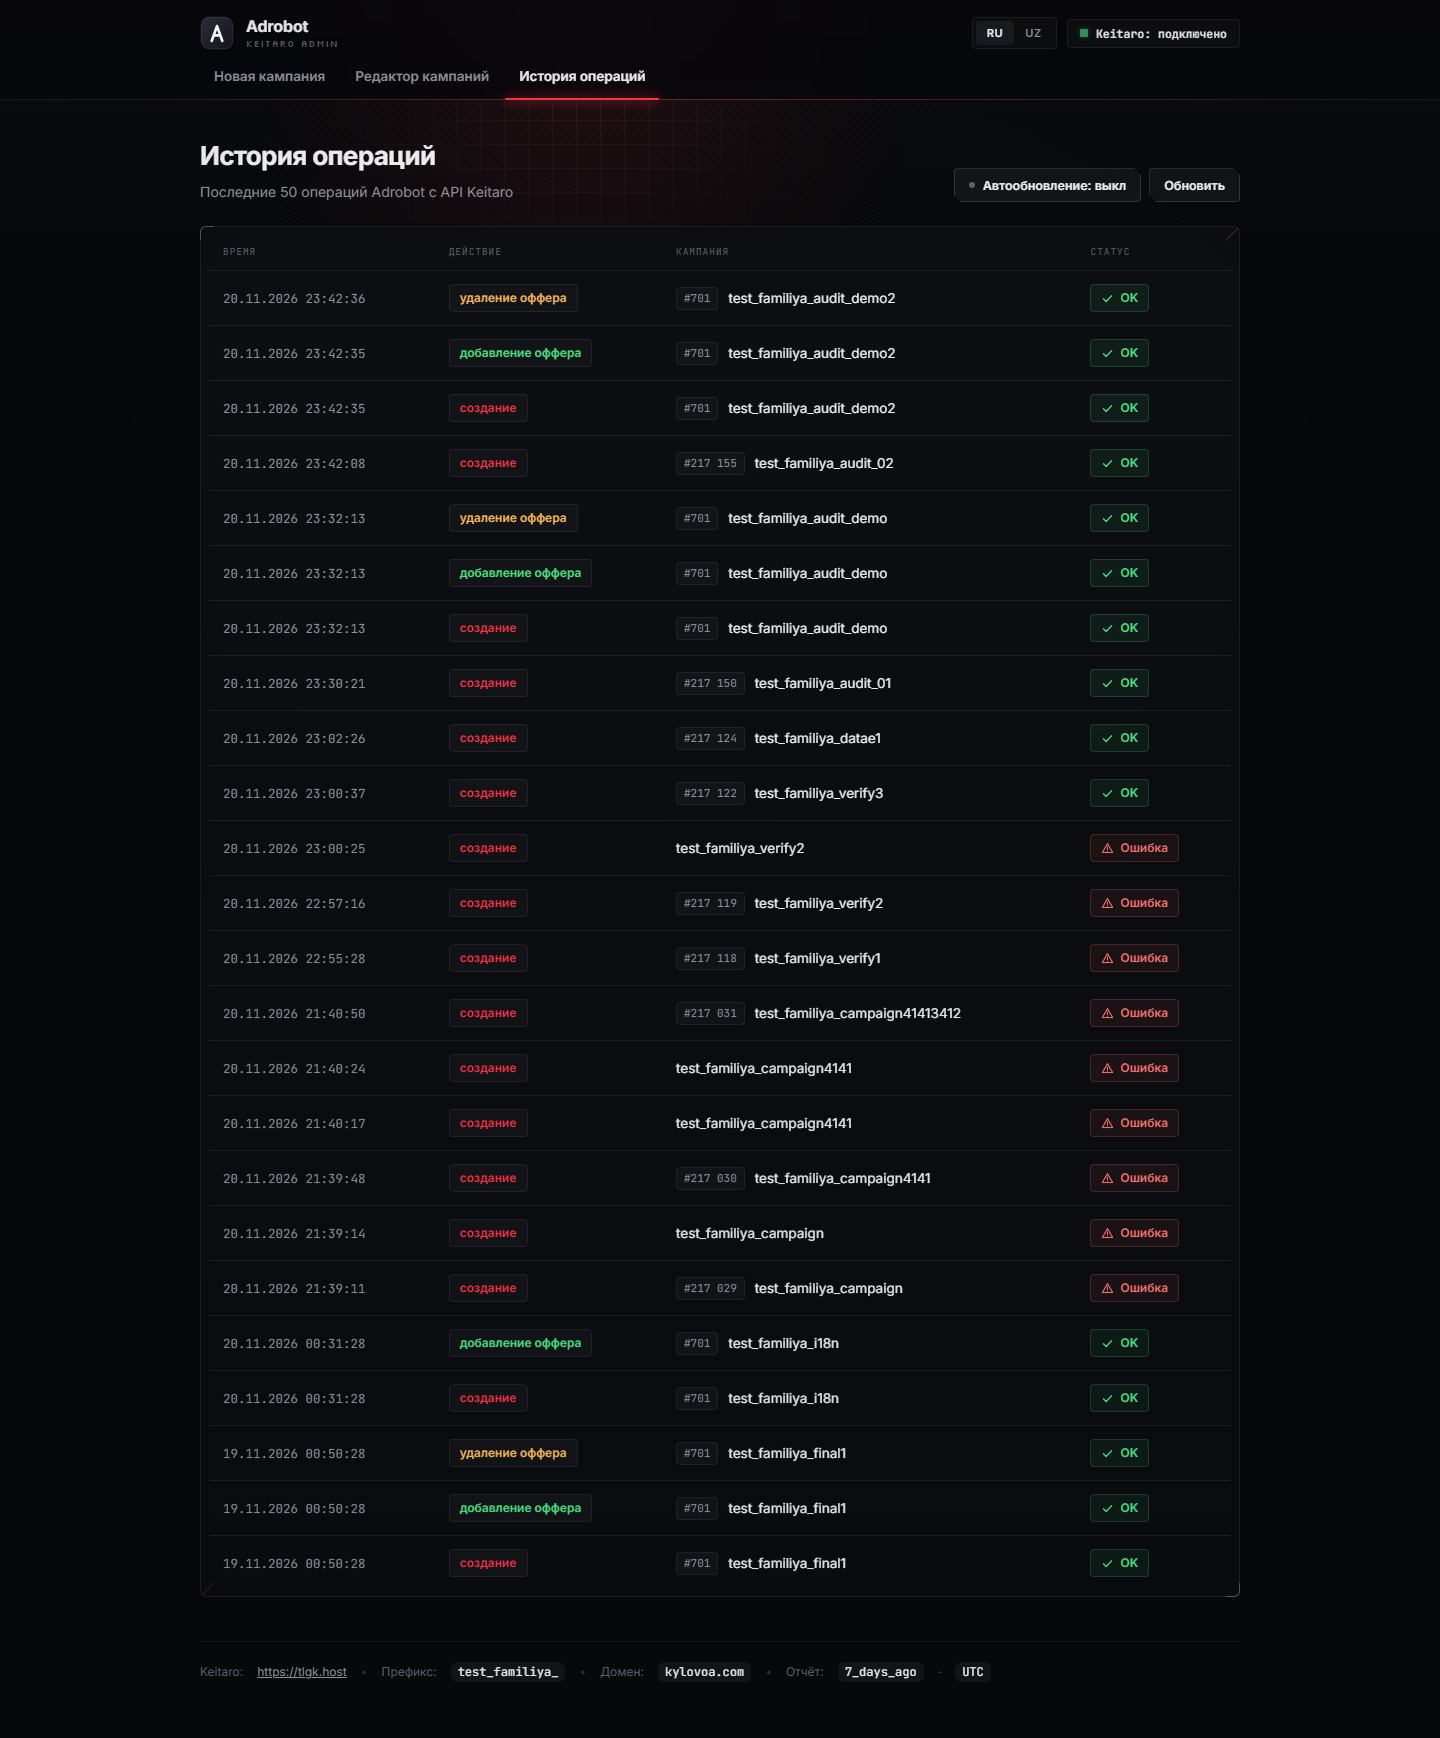 Adrobot
KEITARO ADMIN
RU UZ
Keitaro: подключено
Новая кампания Редактор кампаний История операций
История операций
Последние 50 операций Adrobot с API Keitaro
Автообновление: выкл Обновить
ВРЕМЯ ДЕЙСТВИЕ КАМПАНИЯ СТАТУС
20.11.2026 23:42:36 удаление оффера #701 test_familiya_audit_demo2 OK
20.11.2026 23:42:35 добавление оффера #701 test_familiya_audit_demo2 OK
20.11.2026 23:42:35 создание #701 test_familiya_audit_demo2 OK
20.11.2026 23:42:08 создание #217 155 test_familiya_audit_02 OK
20.11.2026 23:32:13 удаление оффера #701 test_familiya_audit_demo OK
20.11.2026 23:32:13 добавление оффера #701 test_familiya_audit_demo OK
20.11.2026 23:32:13 создание #701 test_familiya_audit_demo OK
20.11.2026 23:30:21 создание #217 150 test_familiya_audit_01 OK
20.11.2026 23:02:26 создание #217 124 test_familiya_datae1 OK
20.11.2026 23:00:37 создание #217 122 test_familiya_verify3 OK
20.11.2026 23:00:25 создание test_familiya_verify2 Ошибка
20.11.2026 22:57:16 создание #217 119 test_familiya_verify2 Ошибка
20.11.2026 22:55:28 создание #217 118 test_familiya_verify1 Ошибка
20.11.2026 21:40:50 создание #217 031 test_familiya_campaign41413412 Ошибка
20.11.2026 21:40:24 создание test_familiya_campaign4141 Ошибка
20.11.2026 21:40:17 создание test_familiya_campaign4141 Ошибка
20.11.2026 21:39:48 создание #217 030 test_familiya_campaign4141 Ошибка
20.11.2026 21:39:14 создание test_familiya_campaign Ошибка
20.11.2026 21:39:11 создание #217 029 test_familiya_campaign Ошибка
20.11.2026 00:31:28 добавление оффера #701 test_familiya_i18n OK
20.11.2026 00:31:28 создание #701 test_familiya_i18n OK
19.11.2026 00:50:28 удаление оффера #701 test_familiya_final1 OK
19.11.2026 00:50:28 добавление оффера #701 test_familiya_final1 OK
19.11.2026 00:50:28 создание #701 test_familiya_final1 OK
Keitaro: https://tlgk.host • Префикс: test_familiya_ • Домен: kylovoa.com • Отчёт: 7_days_ago · UTC